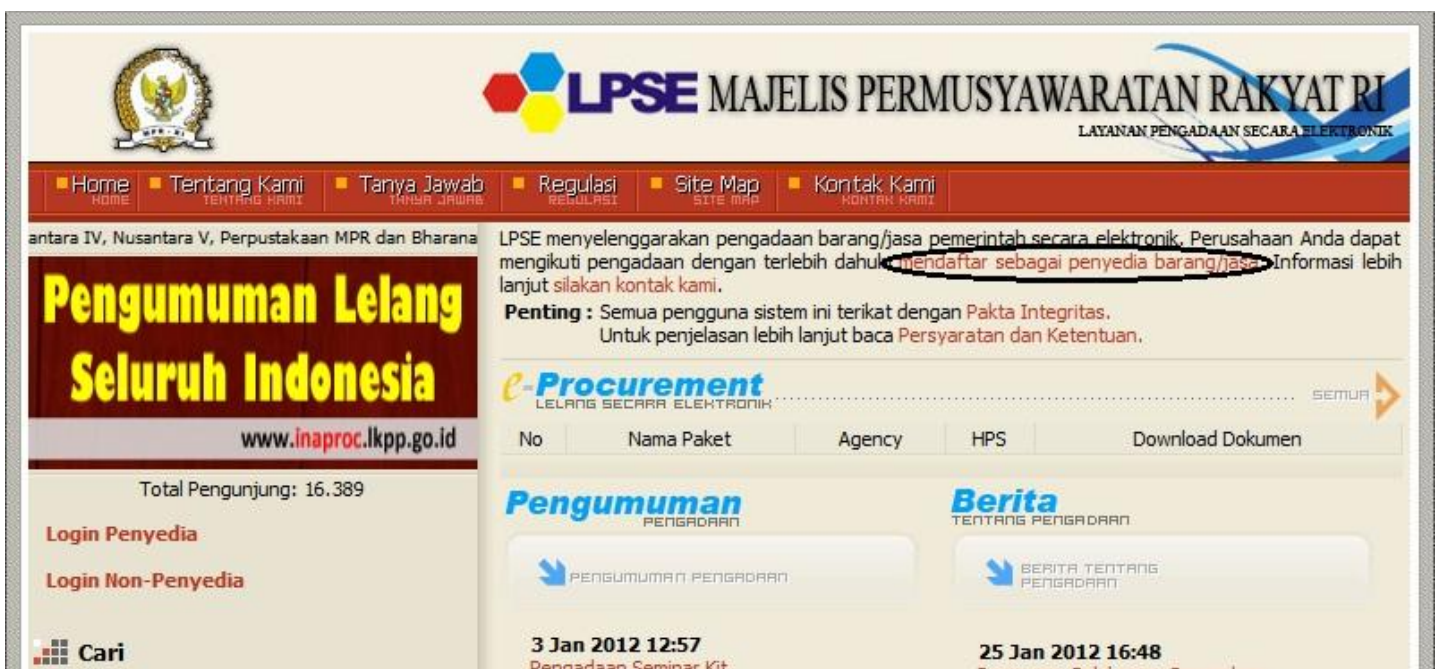 MPR - RI
LPSE MAJELIS PERMUSYAWARATAN RAKYAT RI
LAYANAN PENGADAAN SECARA ELEKTRONIK
Home Tentang Kami Tanya Jawab Regulasi Site Map Kontak Kami
HOME TENTANG KAMI TANYA JAWAB REGULASI SITE MAP KONTAK KAMI
antara IV, Nusantara V, Perpustakaan MPR dan Bharana
Pengumuman Lelang
Seluruh Indonesia
www.inaproc.lkpp.go.id
Total Pengunjung: 16.389
Login Penyedia
Login Non-Penyedia
Cari
LPSE menyelenggarakan pengadaan barang/jasa pemerintah secara elektronik. Perusahaan Anda dapat
mengikuti pengadaan dengan terlebih dahulu mendaftar sebagai penyedia barang/jasa. Informasi lebih
lanjut silakan kontak kami.
Penting : Semua pengguna sistem ini terikat dengan Pakta Integritas.
Untuk penjelasan lebih lanjut baca Persyaratan dan Ketentuan.
e-Procurement
LELANG SECARA ELEKTRONIK
SEMUA
No Nama Paket Agency HPS Download Dokumen
Pengumuman
PENGADAAN
PENGUMUMAN PENGADAAN
3 Jan 2012 12:57
Pengadaan Seminar Kit
Berita
TENTANG PENGADAAN
BERITA TENTANG
PENGADAAN
25 Jan 2012 16:48